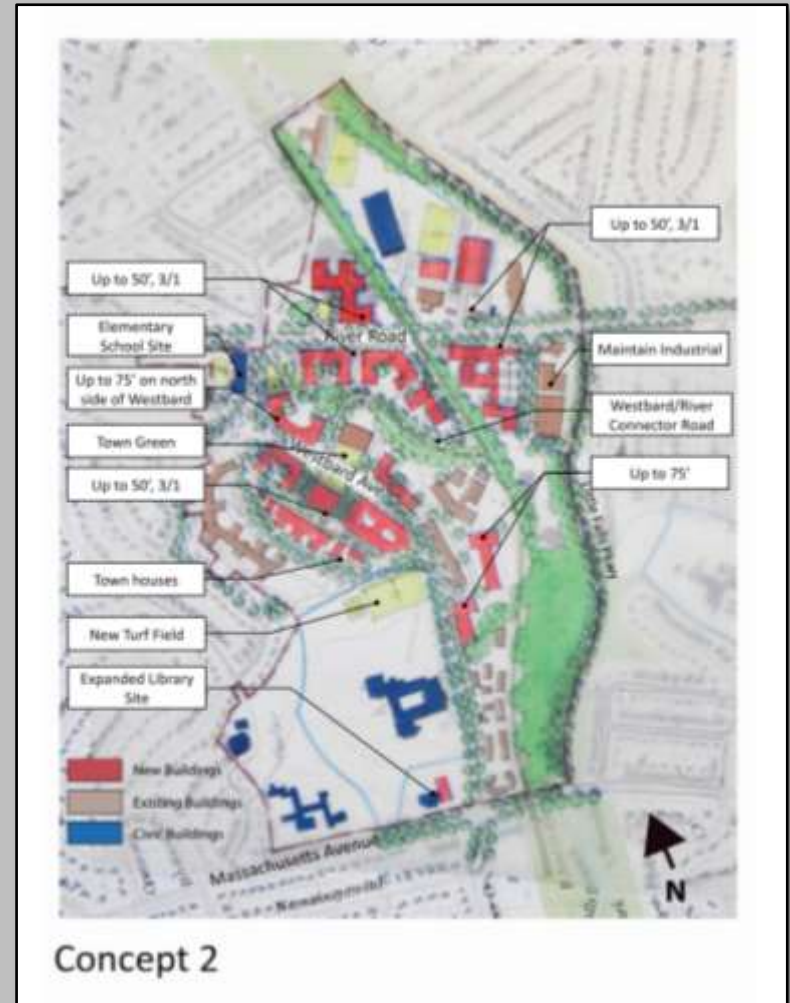 Up to 50', 3/1
Up to 50', 3/1
River Road
Elementary
School Site
Maintain Industrial
Up to 75' on north
side of Westbard
Westbard/River
Connector Road
Town Green
Westbard Ave
Up to 75'
Up to 50', 3/1
Town houses
New Turf Field
Expanded Library
Site
New Buildings
Existing Buildings
Civic Buildings
Massachusetts Avenue
N
Concept 2